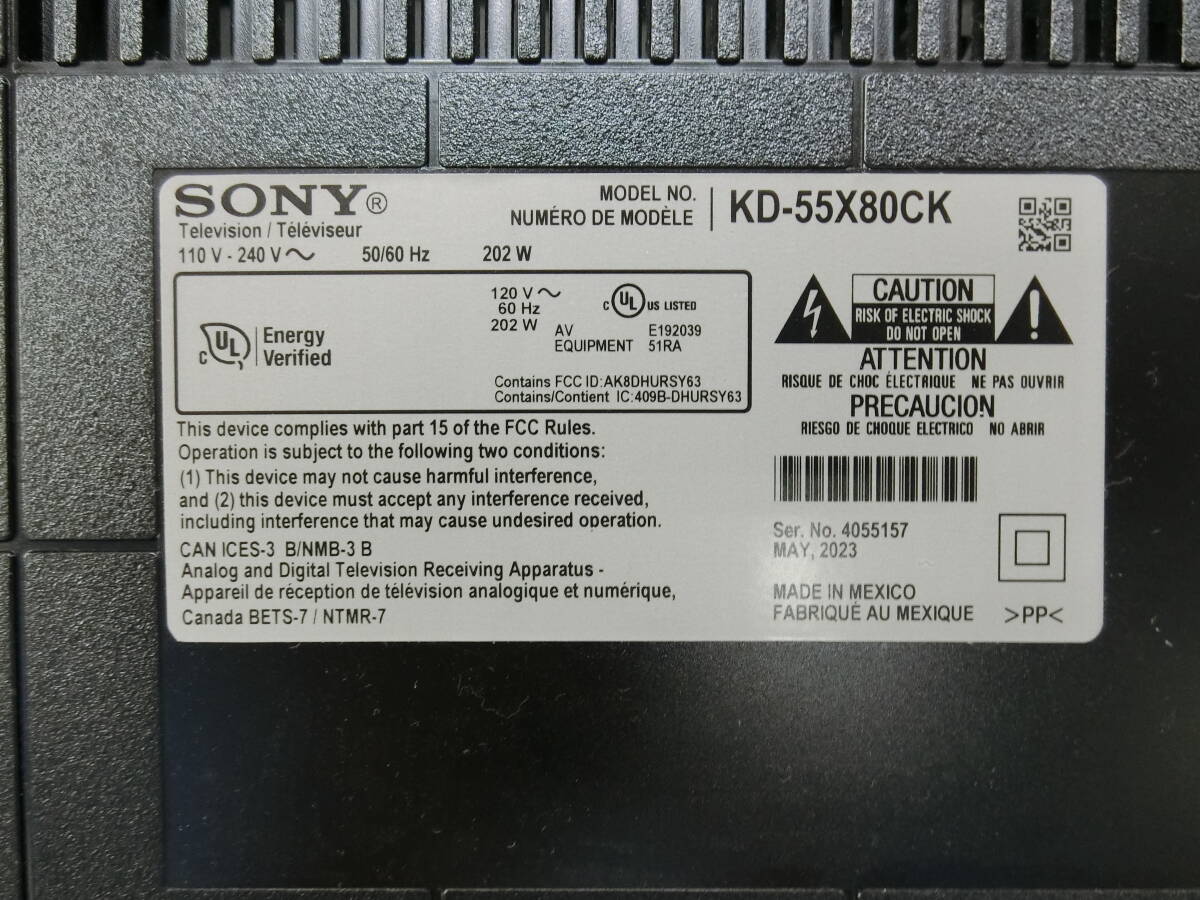 SONY®
Television / Téléviseur
110 V - 240 V～ 50/60 Hz 202 W
MODEL NO.
NUMÉRO DE MODÈLE
KD-55X80CK
120 V～
60 Hz
202 W
C UL US LISTED
AV E192039
EQUIPMENT 51RA
C UL Energy
Verified
Contains FCC ID:AK8DHURSY63
Contains/Contient IC:409B-DHURSY63
This device complies with part 15 of the FCC Rules.
Operation is subject to the following two conditions:
(1) This device may not cause harmful interference,
and (2) this device must accept any interference received,
including interference that may cause undesired operation.
CAN ICES-3 B/NMB-3 B
Analog and Digital Television Receiving Apparatus -
Appareil de réception de télévision analogique et numérique,
Canada BETS-7 / NTMR-7
CAUTION
RISK OF ELECTRIC SHOCK
DO NOT OPEN
ATTENTION
RISQUE DE CHOC ÉLECTRIQUE NE PAS OUVRIR
PRECAUCION
RIESGO DE CHOQUE ELECTRICO NO ABRIR
Ser. No. 4055157
MAY, 2023
MADE IN MEXICO
FABRIQUÉ AU MEXIQUE >PP<